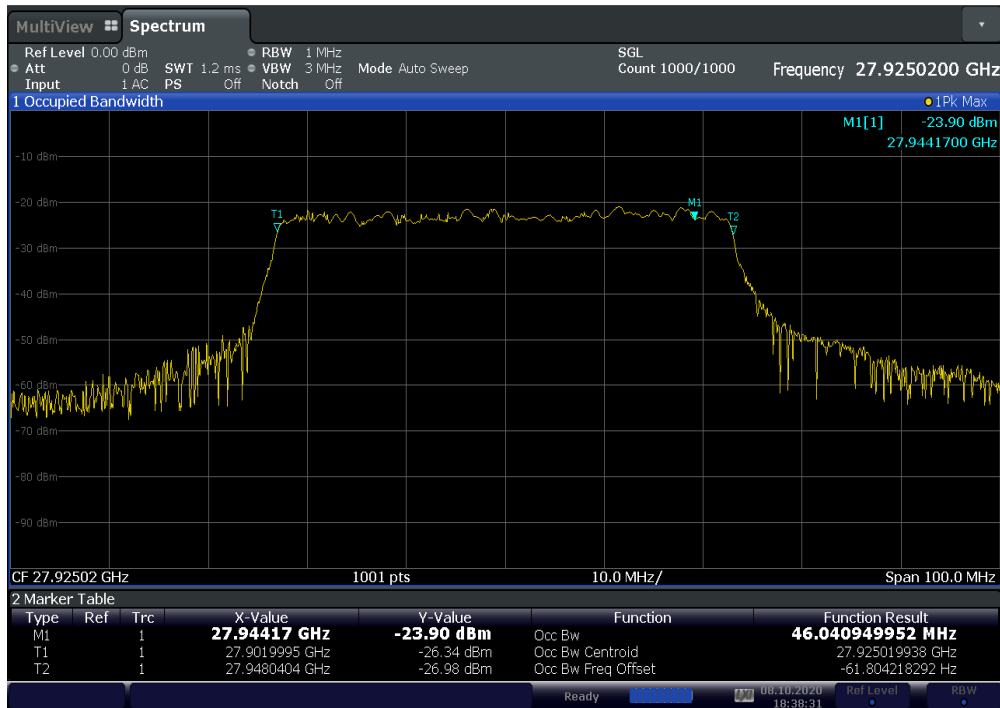 MultiView Spectrum
Ref Level 0.00 dBm RBW 1 MHz SGL
Att 0 dB SWT 1.2 ms VBW 3 MHz Mode Auto Sweep Count 1000/1000 Frequency 27.9250200 GHz
Input 1 AC PS Off Notch Off
1 Occupied Bandwidth 1Pk Max
M1[1] -23.90 dBm
27.9441700 GHz
-10 dBm
-20 dBm
M1
T1
T2
-30 dBm
-40 dBm
-50 dBm
-60 dBm
-70 dBm
-80 dBm
-90 dBm
CF 27.92502 GHz 1001 pts 10.0 MHz/ Span 100.0 MHz
2 Marker Table
Type Ref Trc X-Value Y-Value Function Function Result
M1 1 27.94417 GHz -23.90 dBm Occ Bw 46.040949952 MHz
T1 1 27.9019995 GHz -26.34 dBm Occ Bw Centroid 27.925019938 GHz
T2 1 27.9480404 GHz -26.98 dBm Occ Bw Freq Offset -61.804218292 Hz
Ready 08.10.2020 Ref Level RBW
18:38:31